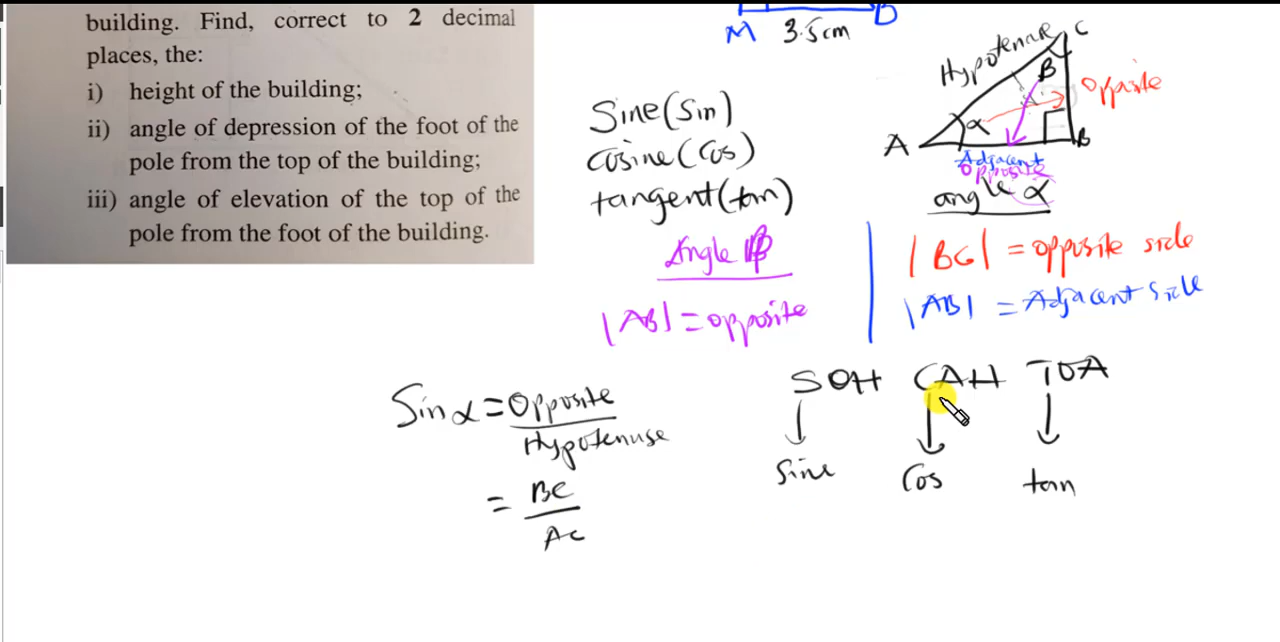 building. Find, correct to 2 decimal
places, the:
i) height of the building;
ii) angle of depression of the foot of the
pole from the top of the building;
iii) angle of elevation of the top of the
pole from the foot of the building.
M 3.5cm D
Hypotenuse
C
B
Opposite
α
A
B
Adjacent
opposite
angle α
Sine(Sin)
Cosine(Cos)
tangent(tan)
Angle β
|AB| = opposite
|BC| = opposite side
|AB| = Adjacent side
Sin α = Opposite
Hypotenuse
= BC
AC
SOH CAH TOA
Sine Cos tan